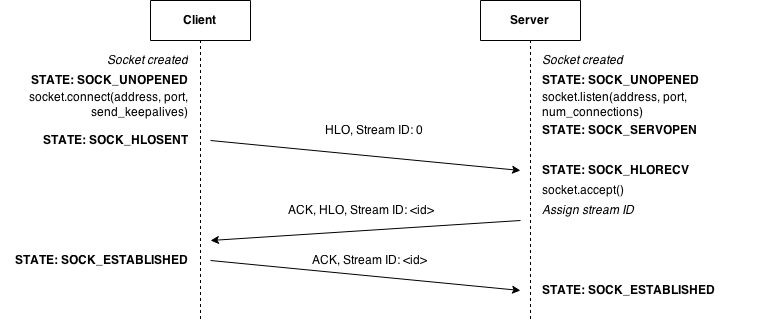 Client
Server
Socket created
Socket created
STATE: SOCK_UNOPENED
STATE: SOCK_UNOPENED
socket.connect(address, port,
send_keepalives)
socket.listen(address, port,
num_connections)
STATE: SOCK_HLOSENT
HLO, Stream ID: 0
STATE: SOCK_SERVOPEN
STATE: SOCK_HLORECV
socket.accept()
ACK, HLO, Stream ID: <id>
Assign stream ID
STATE: SOCK_ESTABLISHED
ACK, Stream ID: <id>
STATE: SOCK_ESTABLISHED